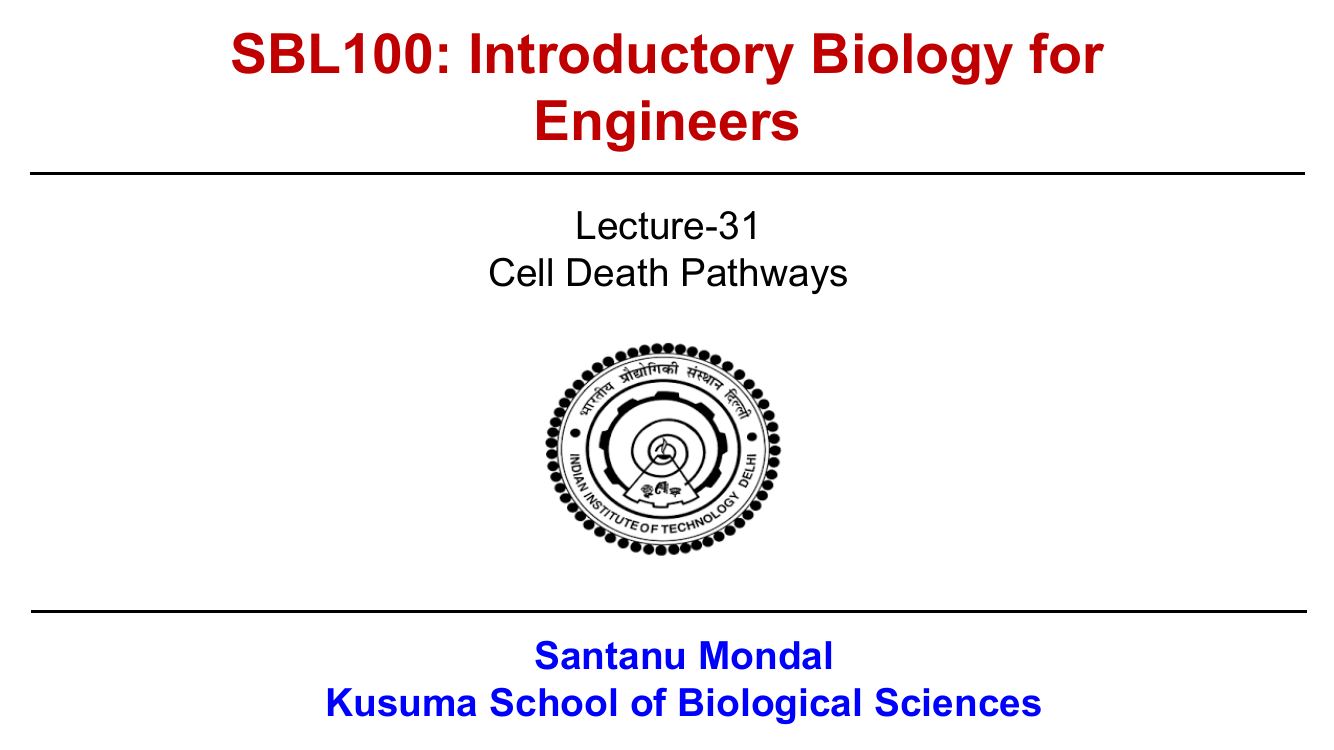 SBL100: Introductory Biology for
Engineers
Lecture-31
Cell Death Pathways
भारतीय प्रौद्योगिकी संस्थान दिल्ली
INDIAN INSTITUTE OF TECHNOLOGY DELHI
Santanu Mondal
Kusuma School of Biological Sciences